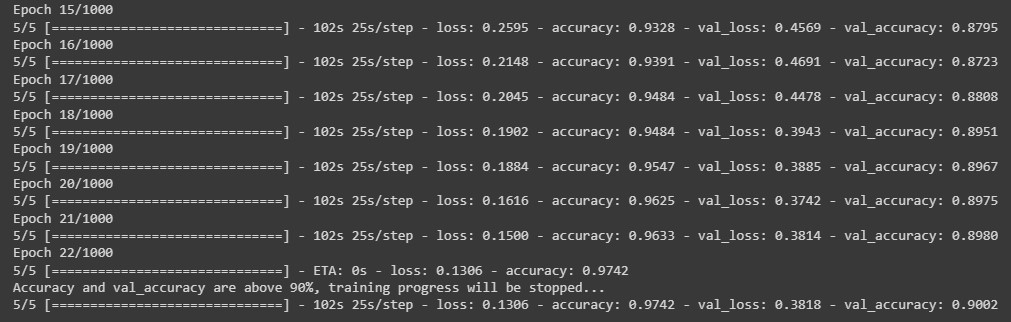 Epoch 15/1000
5/5 [==============================] - 102s 25s/step - loss: 0.2595 - accuracy: 0.9328 - val_loss: 0.4569 - val_accuracy: 0.8795
Epoch 16/1000
5/5 [==============================] - 102s 25s/step - loss: 0.2148 - accuracy: 0.9391 - val_loss: 0.4691 - val_accuracy: 0.8723
Epoch 17/1000
5/5 [==============================] - 102s 25s/step - loss: 0.2045 - accuracy: 0.9484 - val_loss: 0.4478 - val_accuracy: 0.8808
Epoch 18/1000
5/5 [==============================] - 102s 25s/step - loss: 0.1902 - accuracy: 0.9484 - val_loss: 0.3943 - val_accuracy: 0.8951
Epoch 19/1000
5/5 [==============================] - 102s 25s/step - loss: 0.1884 - accuracy: 0.9547 - val_loss: 0.3885 - val_accuracy: 0.8967
Epoch 20/1000
5/5 [==============================] - 102s 25s/step - loss: 0.1616 - accuracy: 0.9625 - val_loss: 0.3742 - val_accuracy: 0.8975
Epoch 21/1000
5/5 [==============================] - 102s 25s/step - loss: 0.1500 - accuracy: 0.9633 - val_loss: 0.3814 - val_accuracy: 0.8980
Epoch 22/1000
5/5 [==============================] - ETA: 0s - loss: 0.1306 - accuracy: 0.9742
Accuracy and val_accuracy are above 90%, training progress will be stopped...
5/5 [==============================] - 102s 25s/step - loss: 0.1306 - accuracy: 0.9742 - val_loss: 0.3818 - val_accuracy: 0.9002